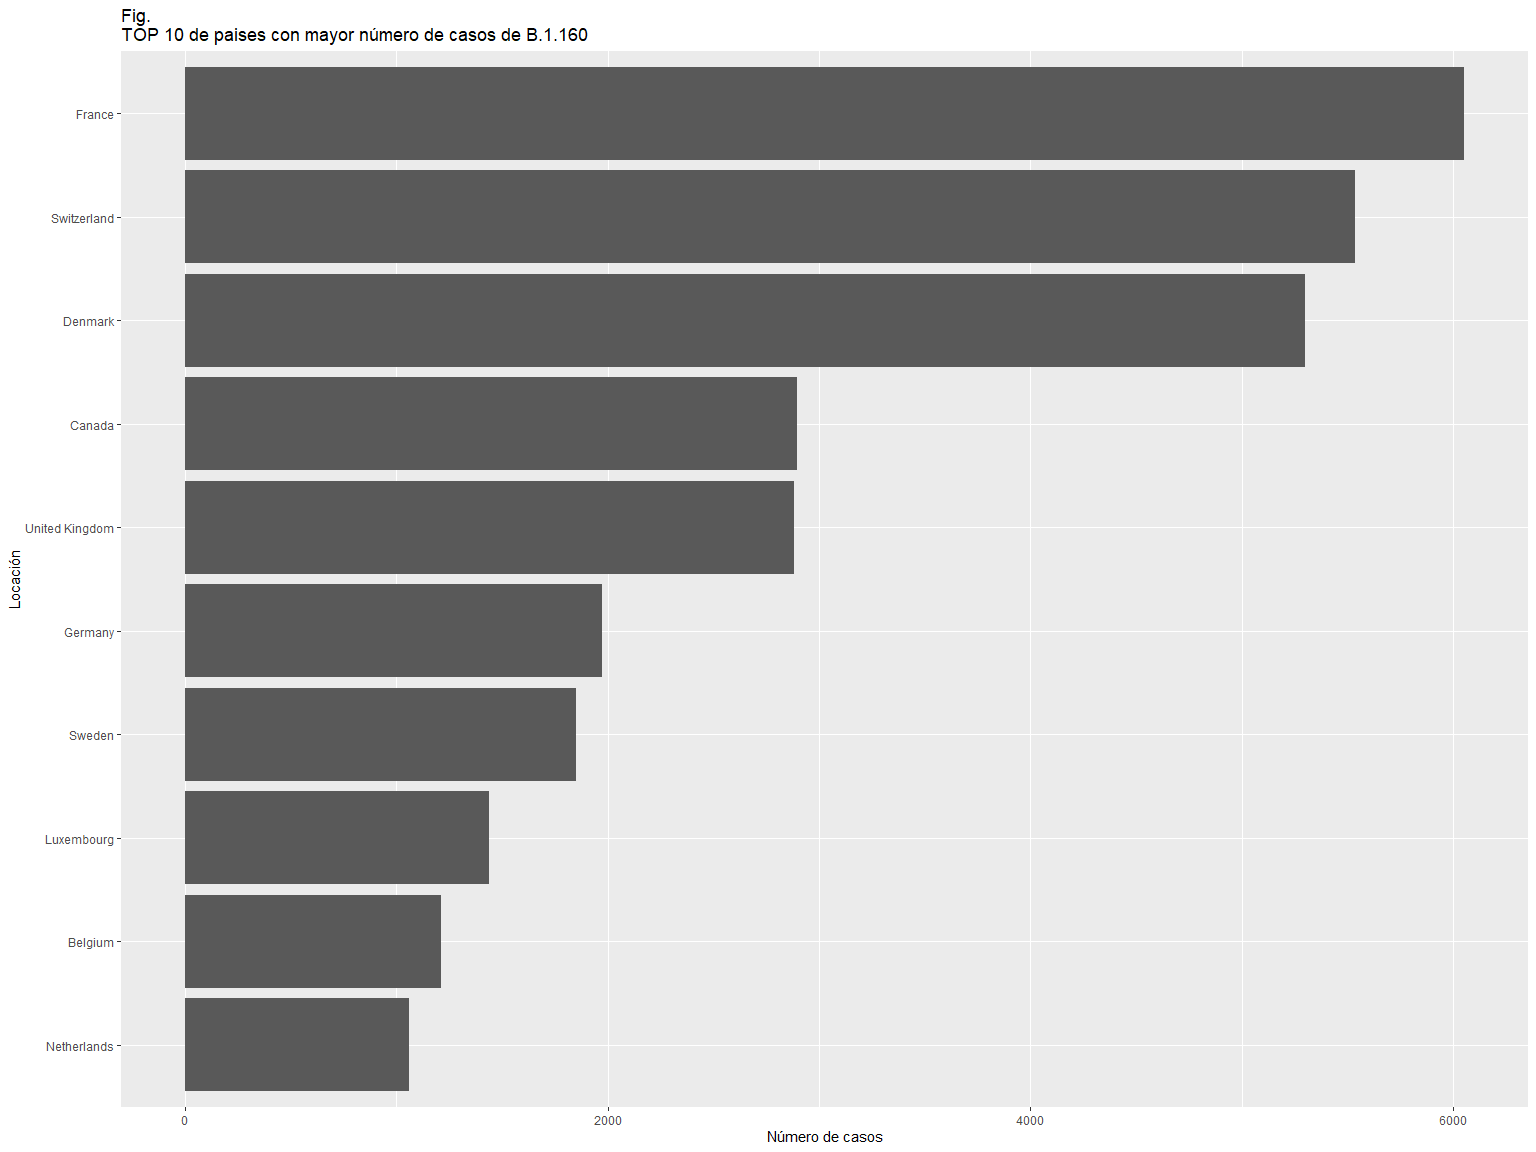 Fig.
TOP 10 de paises con mayor número de casos de B.1.160
France
Switzerland
Denmark
Canada
United Kingdom
Germany
Sweden
Luxembourg
Belgium
Netherlands
Locación
0 2000 4000 6000
Número de casos